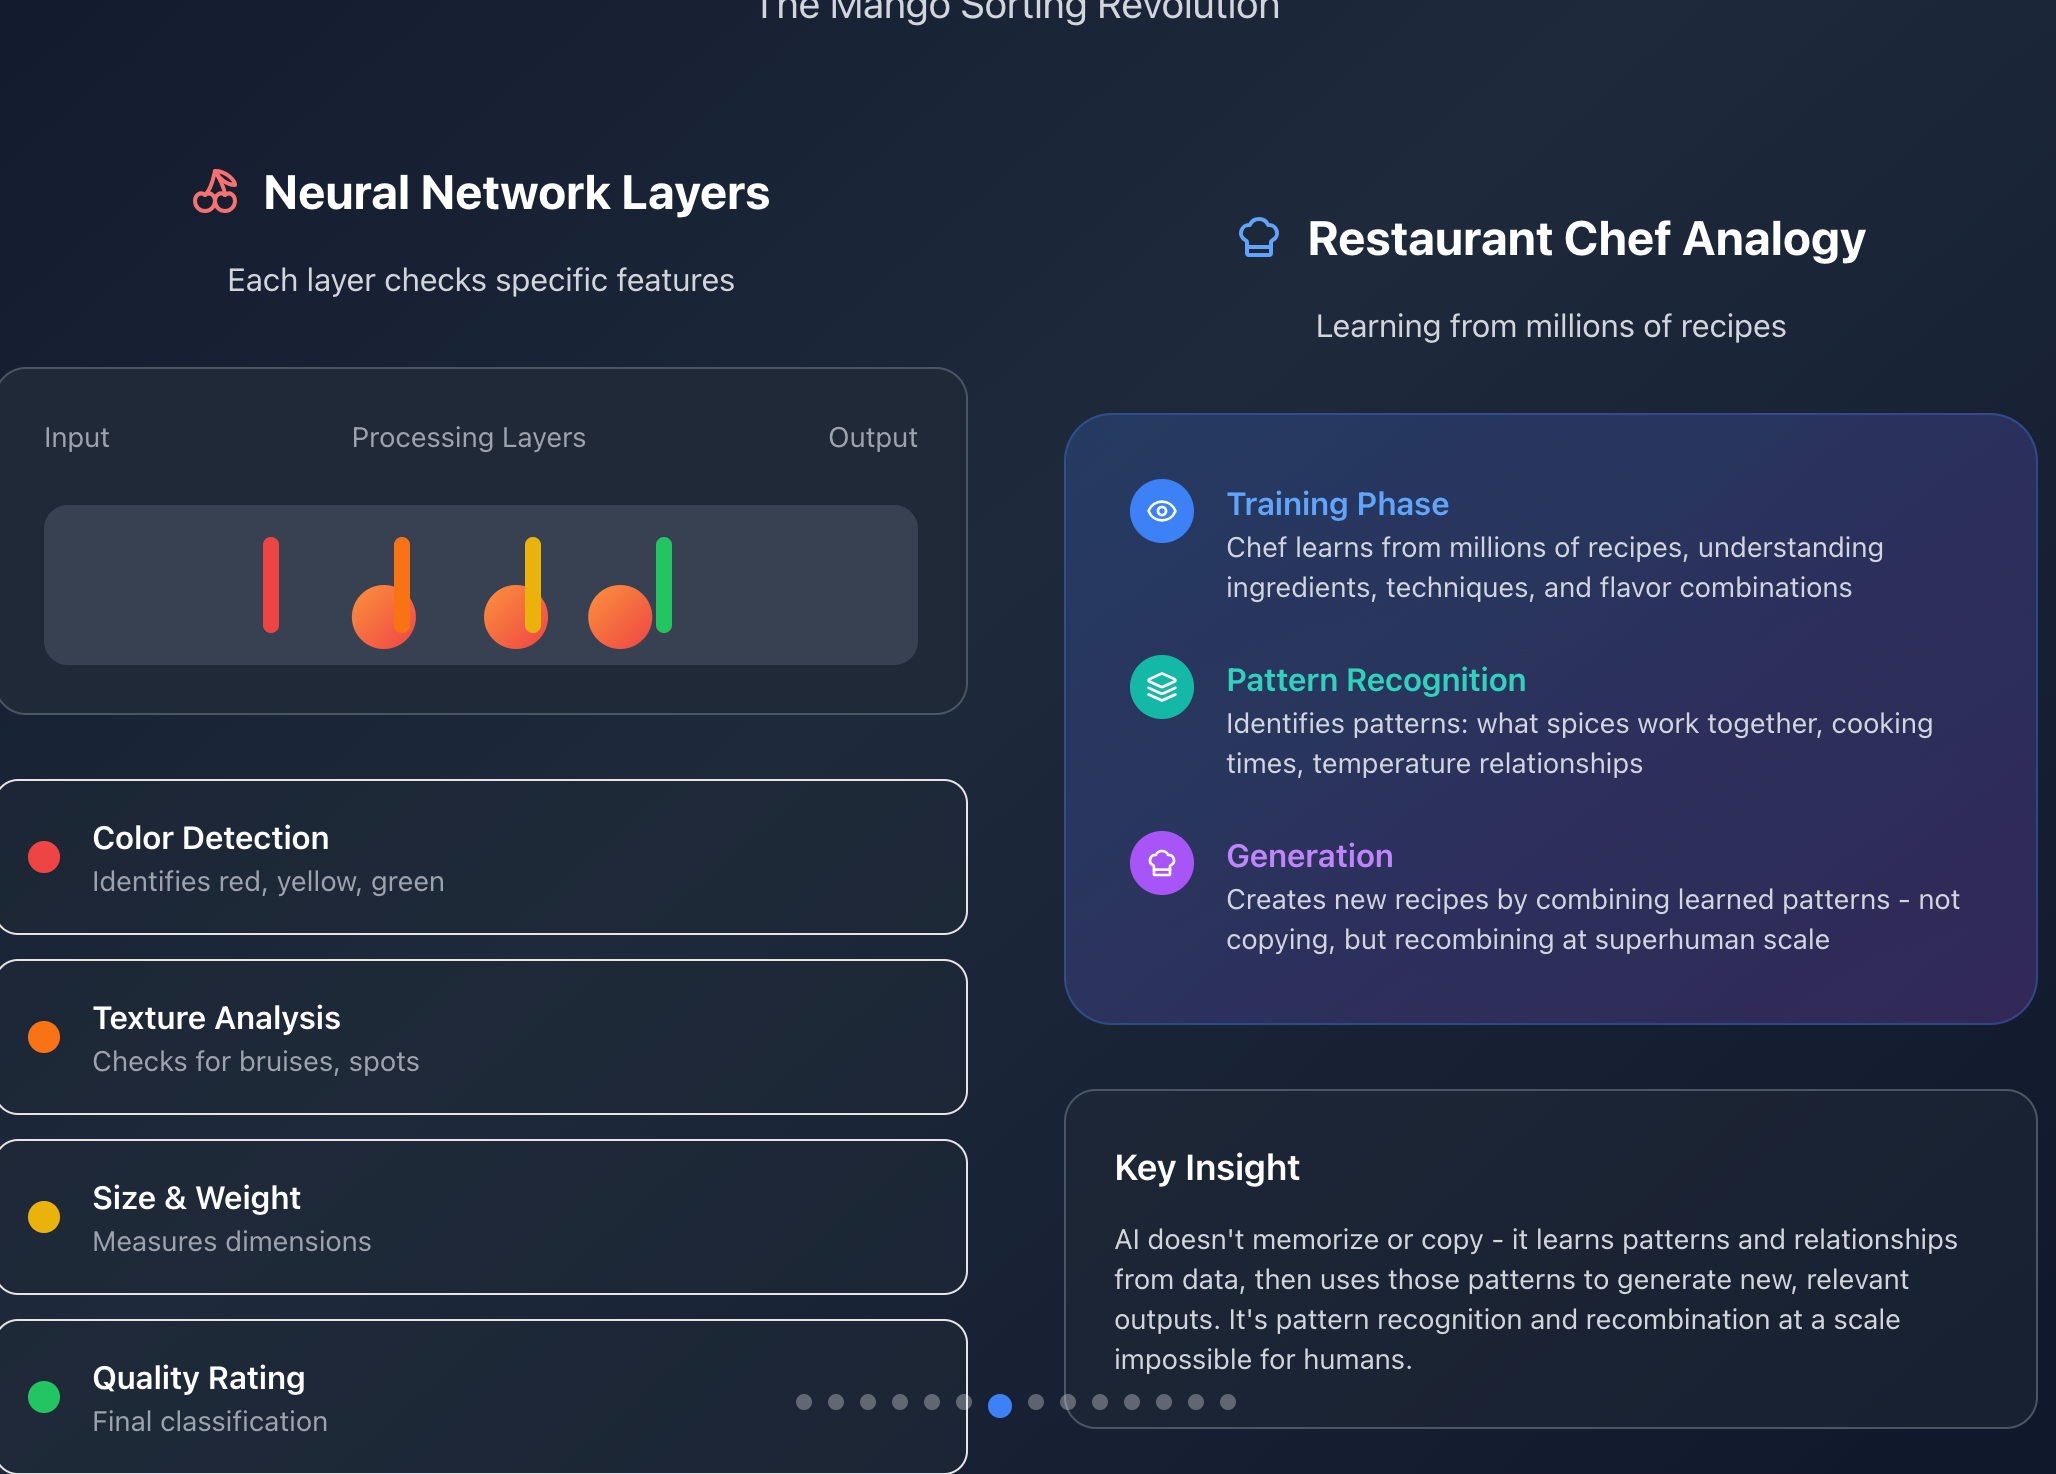 The Mango Sorting Revolution
Neural Network Layers
Each layer checks specific features
Input
Processing Layers
Output
Color Detection
Identifies red, yellow, green
Texture Analysis
Checks for bruises, spots
Size & Weight
Measures dimensions
Quality Rating
Final classification
Restaurant Chef Analogy
Learning from millions of recipes
Training Phase
Chef learns from millions of recipes, understanding
ingredients, techniques, and flavor combinations
Pattern Recognition
Identifies patterns: what spices work together, cooking
times, temperature relationships
Generation
Creates new recipes by combining learned patterns - not
copying, but recombining at superhuman scale
Key Insight
AI doesn't memorize or copy - it learns patterns and relationships
from data, then uses those patterns to generate new, relevant
outputs. It's pattern recognition and recombination at a scale
impossible for humans.